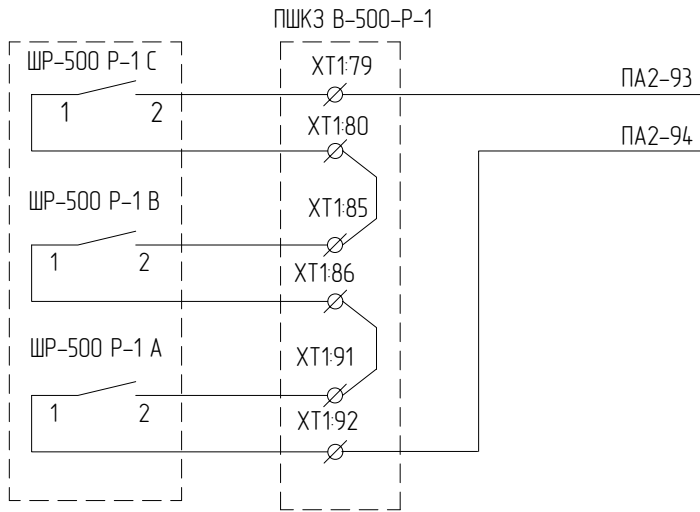 ПШКЗ В-500-Р-1
ШР-500 Р-1 С
ХТ1:79
ПА2-93
1
2
ХТ1:80
ПА2-94
ШР-500 Р-1 В
ХТ1:85
1
2
ХТ1:86
ШР-500 Р-1 А
ХТ1:91
1
2
ХТ1:92